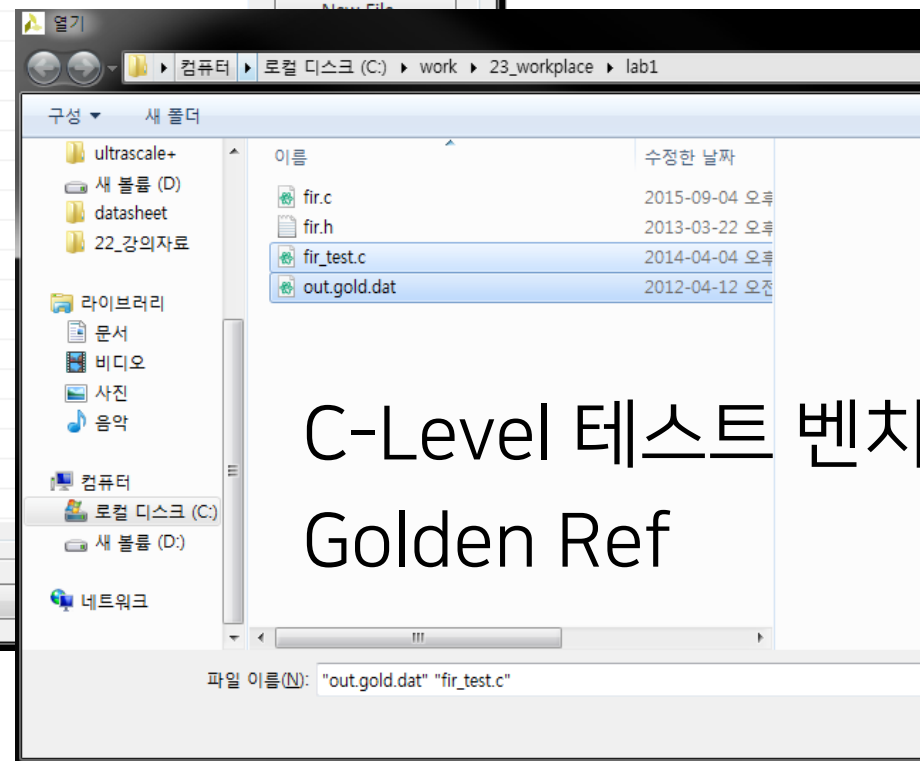 New File
열기
컴퓨터 로컬 디스크 (C:) work 23_workplace lab1
구성 새 폴더
ultrascale+
새 볼륨 (D)
datasheet
22_강의자료
라이브러리
문서
비디오
사진
음악
컴퓨터
로컬 디스크 (C:)
새 볼륨 (D:)
네트워크
이름 수정한 날짜
fir.c 2015-09-04 오후
fir.h 2013-03-22 오후
fir_test.c 2014-04-04 오후
out.gold.dat 2012-04-12 오전
C-Level 테스트 벤치
Golden Ref
파일 이름(N): "out.gold.dat" "fir_test.c"